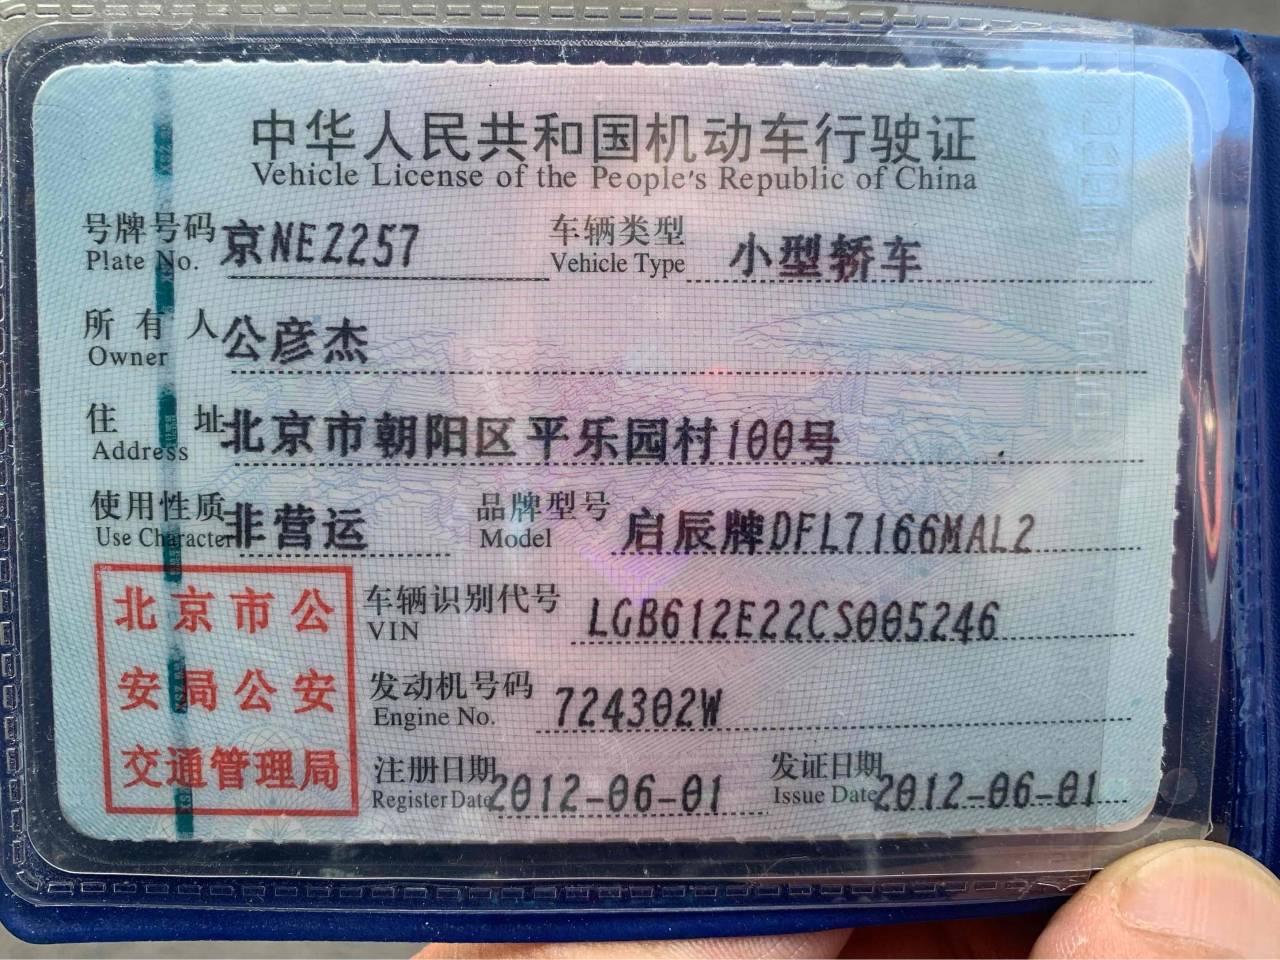 中华人民共和国机动车行驶证
Vehicle License of the People's Republic of China
号牌号码 京NEZ257 车辆类型 小型轿车
Plate No. Vehicle Type
所有人 公彦杰
Owner
住址 北京市朝阳区平乐园村100号
Address
使用性质 非营运 品牌型号 启辰牌DFL7166MAL2
Use Character Model
车辆识别代号 LGB612E22CS005246
VIN
发动机号码 724302W
Engine No.
注册日期 2012-06-01 发证日期 2012-06-01
Register Date Issue Date
北京市公
安局公安
交通管理局